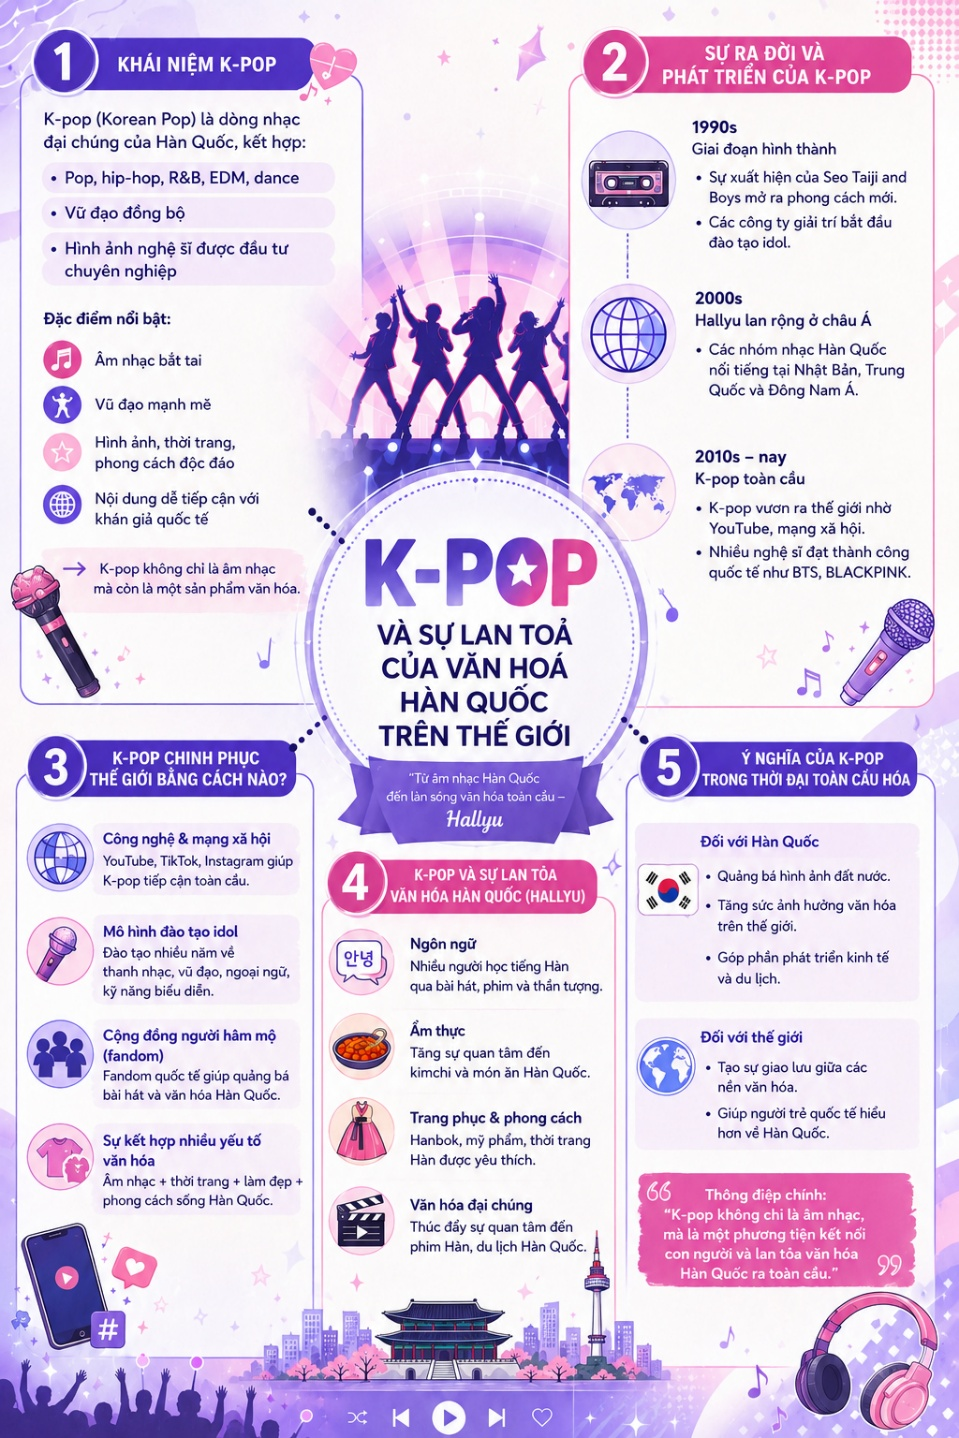 1
KHÁI NIỆM K-POP
K-pop (Korean Pop) là dòng nhạc
đại chúng của Hàn Quốc, kết hợp:
• Pop, hip-hop, R&B, EDM, dance
• Vũ đạo đồng bộ
• Hình ảnh nghệ sĩ được đầu tư
chuyên nghiệp
Đặc điểm nổi bật:
Âm nhạc bắt tai
Vũ đạo mạnh mẽ
Hình ảnh, thời trang,
phong cách độc đáo
Nội dung dễ tiếp cận với
khán giả quốc tế
→ K-pop không chỉ là âm nhạc
mà còn là một sản phẩm văn hóa.
2
SỰ RA ĐỜI VÀ
PHÁT TRIỂN CỦA K-POP
1990s
Giai đoạn hình thành
• Sự xuất hiện của Seo Taiji and
Boys mở ra phong cách mới.
• Các công ty giải trí bắt đầu
đào tạo idol.
2000s
Hallyu lan rộng ở châu Á
• Các nhóm nhạc Hàn Quốc
nổi tiếng tại Nhật Bản, Trung
Quốc và Đông Nam Á.
2010s – nay
K-pop toàn cầu
• K-pop vươn ra thế giới nhờ
YouTube, mạng xã hội.
• Nhiều nghệ sĩ đạt thành công
quốc tế như BTS, BLACKPINK.
K-POP
VÀ SỰ LAN TOẢ
CỦA VĂN HOÁ
HÀN QUỐC
TRÊN THẾ GIỚI
“Từ âm nhạc Hàn Quốc
đến làn sóng văn hóa toàn cầu –
Hallyu
3
K-POP CHINH PHỤC
THẾ GIỚI BẰNG CÁCH NÀO?
Công nghệ & mạng xã hội
YouTube, TikTok, Instagram giúp
K-pop tiếp cận toàn cầu.
Mô hình đào tạo idol
Đào tạo nhiều năm về
thanh nhạc, vũ đạo, ngoại ngữ,
kỹ năng biểu diễn.
Cộng đồng người hâm mộ
(fandom)
Fandom quốc tế giúp quảng bá
bài hát và văn hóa Hàn Quốc.
Sự kết hợp nhiều yếu tố
văn hóa
Âm nhạc + thời trang + làm đẹp +
phong cách sống Hàn Quốc.
#
4
K-POP VÀ SỰ LAN TỎA
VĂN HÓA HÀN QUỐC (HALLYU)
안녕
Ngôn ngữ
Nhiều người học tiếng Hàn
qua bài hát, phim và thần tượng.
Ẩm thực
Tăng sự quan tâm đến
kimchi và món ăn Hàn Quốc.
Trang phục & phong cách
Hanbok, mỹ phẩm, thời trang
Hàn được yêu thích.
Văn hóa đại chúng
Thúc đẩy sự quan tâm đến
phim Hàn, du lịch Hàn Quốc.
5
Ý NGHĨA CỦA K-POP
TRONG THỜI ĐẠI TOÀN CẦU HÓA
Đối với Hàn Quốc
• Quảng bá hình ảnh đất nước.
• Tăng sức ảnh hưởng văn hóa
trên thế giới.
• Góp phần phát triển kinh tế
và du lịch.
Đối với thế giới
• Tạo sự giao lưu giữa các
nền văn hóa.
• Giúp người trẻ quốc tế hiểu
hơn về Hàn Quốc.
Thông điệp chính:
“K-pop không chỉ là âm nhạc,
mà là một phương tiện kết nối
con người và lan tỏa văn hóa
Hàn Quốc ra toàn cầu.”